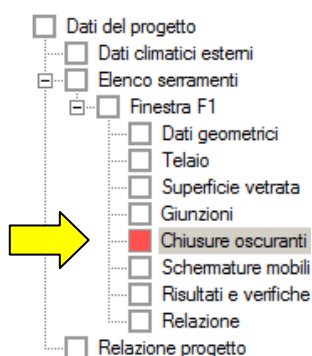 Dati del progetto
Dati climatici esterni
Elenco serramenti
Finestra F1
Dati geometrici
Telaio
Superficie vetrata
Giunzioni
Chiusure oscuranti
Schermature mobili
Risultati e verifiche
Relazione
Relazione progetto